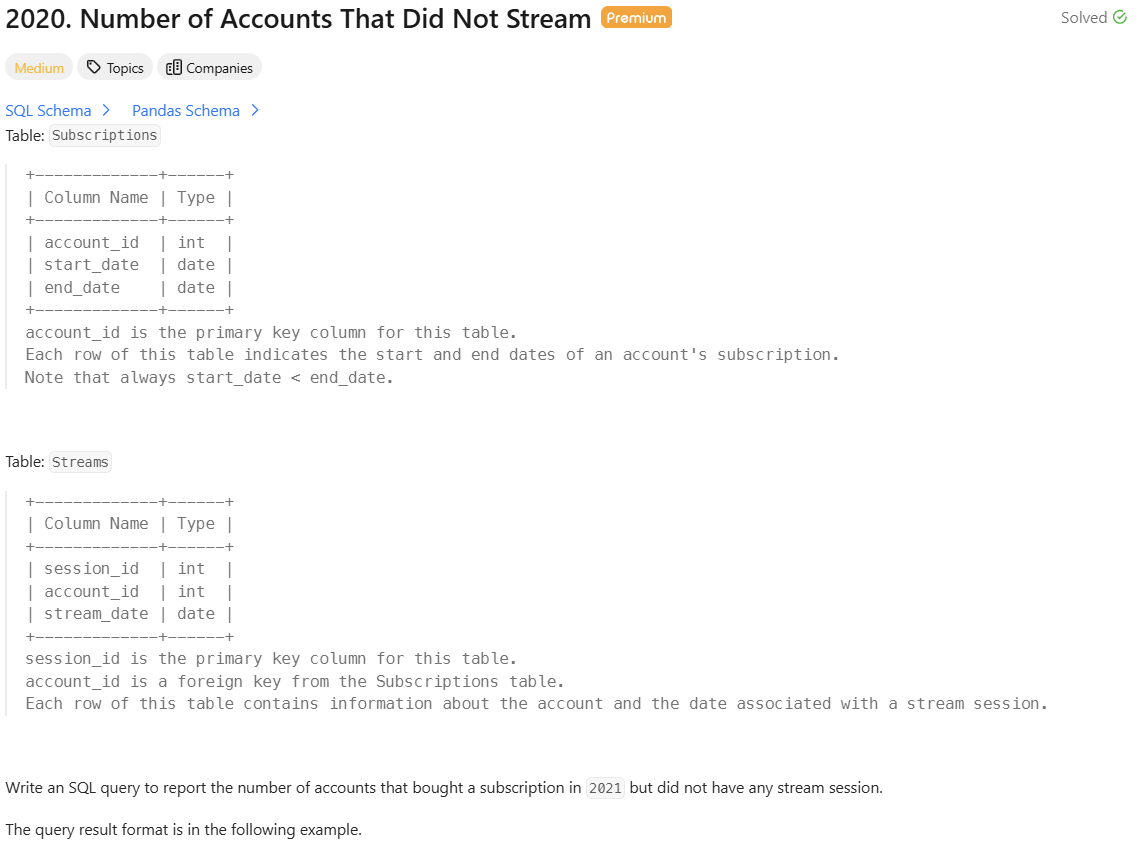 2020. Number of Accounts That Did Not Stream Premium Solved
Medium Topics Companies
SQL Schema Pandas Schema
Table: Subscriptions
+-------------+------+
| Column Name | Type |
+-------------+------+
| account_id  | int  |
| start_date  | date |
| end_date    | date |
+-------------+------+
account_id is the primary key column for this table.
Each row of this table indicates the start and end dates of an account's subscription.
Note that always start_date < end_date.
Table: Streams
+-------------+------+
| Column Name | Type |
+-------------+------+
| session_id  | int  |
| account_id  | int  |
| stream_date | date |
+-------------+------+
session_id is the primary key column for this table.
account_id is a foreign key from the Subscriptions table.
Each row of this table contains information about the account and the date associated with a stream session.
Write an SQL query to report the number of accounts that bought a subscription in 2021 but did not have any stream session.
The query result format is in the following example.